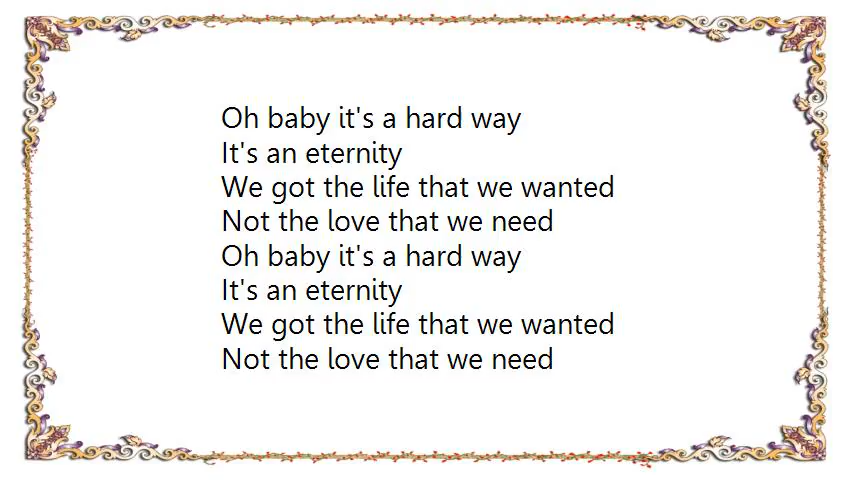 Oh baby it's a hard way
It's an eternity
We got the life that we wanted
Not the love that we need
Oh baby it's a hard way
It's an eternity
We got the life that we wanted
Not the love that we need